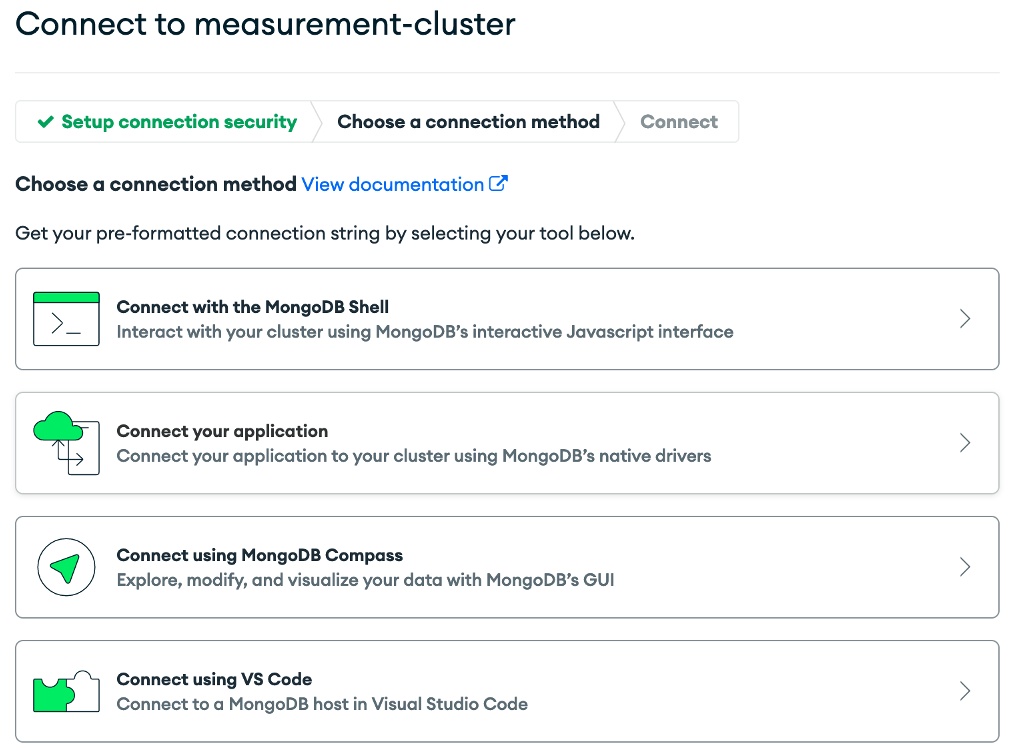 Connect to measurement-cluster
✔ Setup connection security Choose a connection method Connect
Choose a connection method View documentation
Get your pre-formatted connection string by selecting your tool below.
Connect with the MongoDB Shell
Interact with your cluster using MongoDB's interactive Javascript interface
Connect your application
Connect your application to your cluster using MongoDB's native drivers
Connect using MongoDB Compass
Explore, modify, and visualize your data with MongoDB's GUI
Connect using VS Code
Connect to a MongoDB host in Visual Studio Code